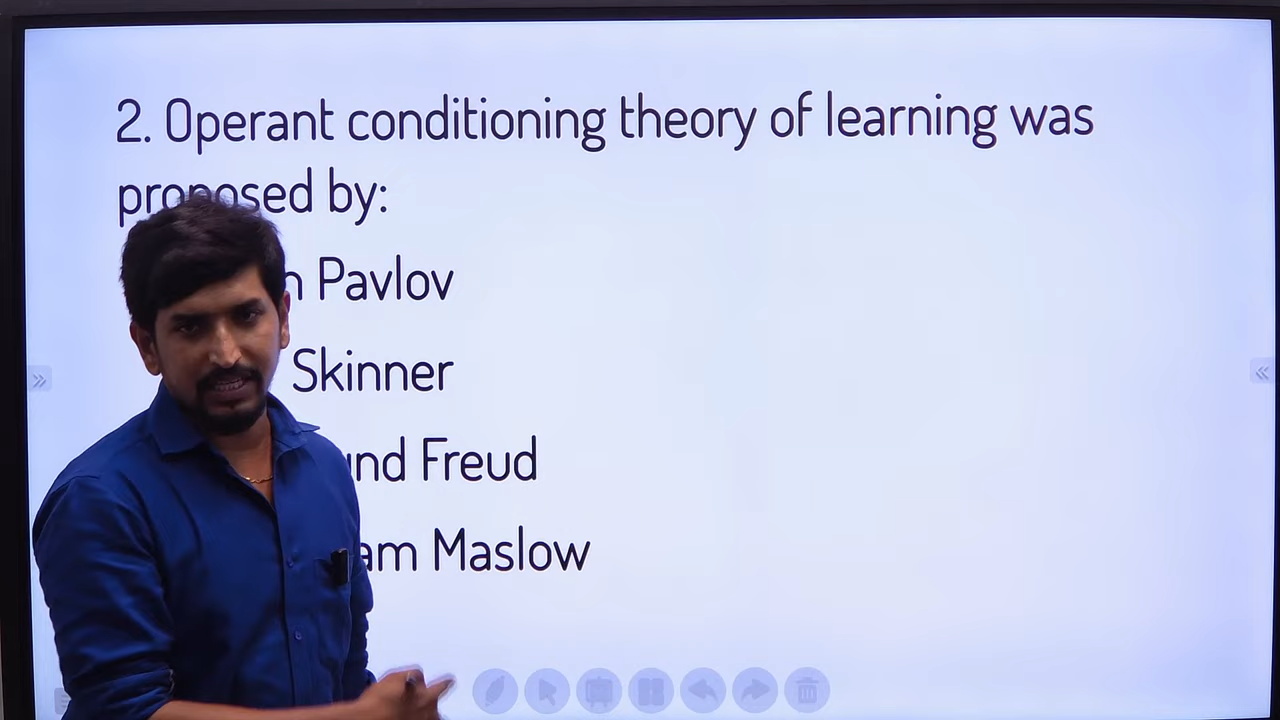 2. Operant conditioning theory of learning was
proposed by:
Pavlov
Skinner
Freud
Maslow